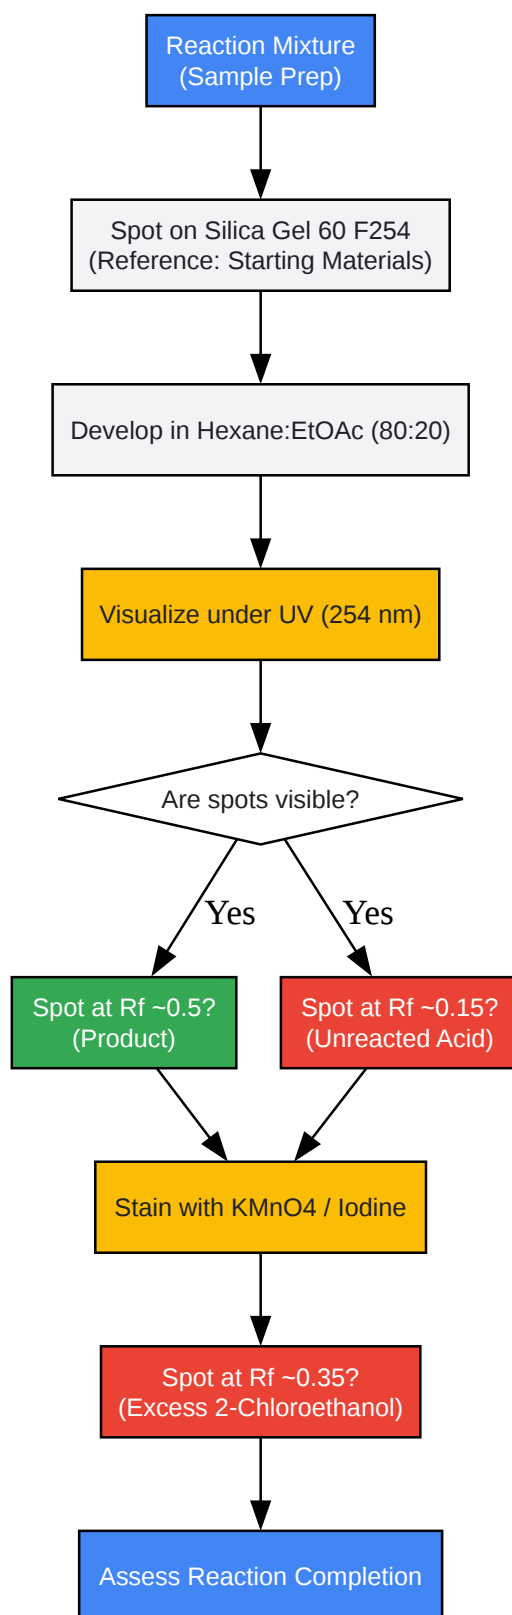 Reaction Mixture
(Sample Prep)
Spot on Silica Gel 60 F254
(Reference: Starting Materials)
Develop in Hexane:EtOAc (80:20)
Visualize under UV (254 nm)
Are spots visible?
Yes
Yes
Spot at Rf ~0.5?
(Product)
Spot at Rf ~0.15?
(Unreacted Acid)
Stain with KMnO4 / Iodine
Spot at Rf ~0.35?
(Excess 2-Chloroethanol)
Assess Reaction Completion